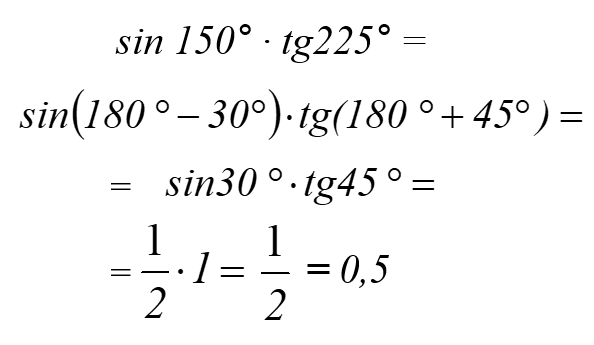 sin 150° · tg225° =
sin(180 ° − 30°)·tg(180 ° + 45° ) =
= sin30 °·tg45 ° =
= 1/2 · 1 = 1/2 = 0,5